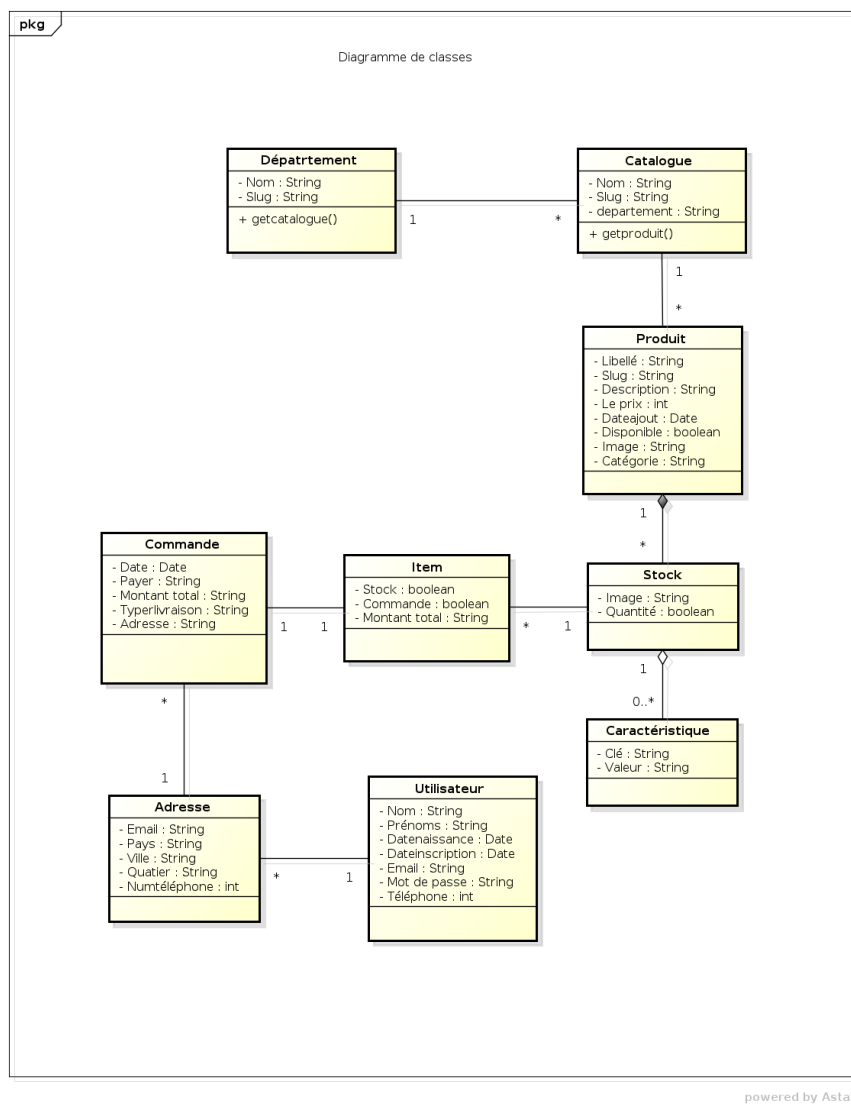 pkg
Diagramme de classes
Dépatrtement
- Nom : String
- Slug : String
+ getcatalogue()
1
*
Catalogue
- Nom : String
- Slug : String
- departement : String
+ getproduit()
1
*
Produit
- Libellé : String
- Slug : String
- Description : String
- Le prix : int
- Dateajout : Date
- Disponible : boolean
- Image : String
- Catégorie : String
1
*
Commande
- Date : Date
- Payer : String
- Montant total : String
- Typerlivraison : String
- Adresse : String
1
1
Item
- Stock : boolean
- Commande : boolean
- Montant total : String
*
1
Stock
- Image : String
- Quantité : boolean
1
0..*
Caractéristique
- Clé : String
- Valeur : String
*
1
Adresse
- Email : String
- Pays : String
- Ville : String
- Quatier : String
- Numtéléphone : int
*
1
Utilisateur
- Nom : String
- Prénoms : String
- Datenaissance : Date
- Dateinscription : Date
- Email : String
- Mot de passe : String
- Téléphone : int
powered by Asta